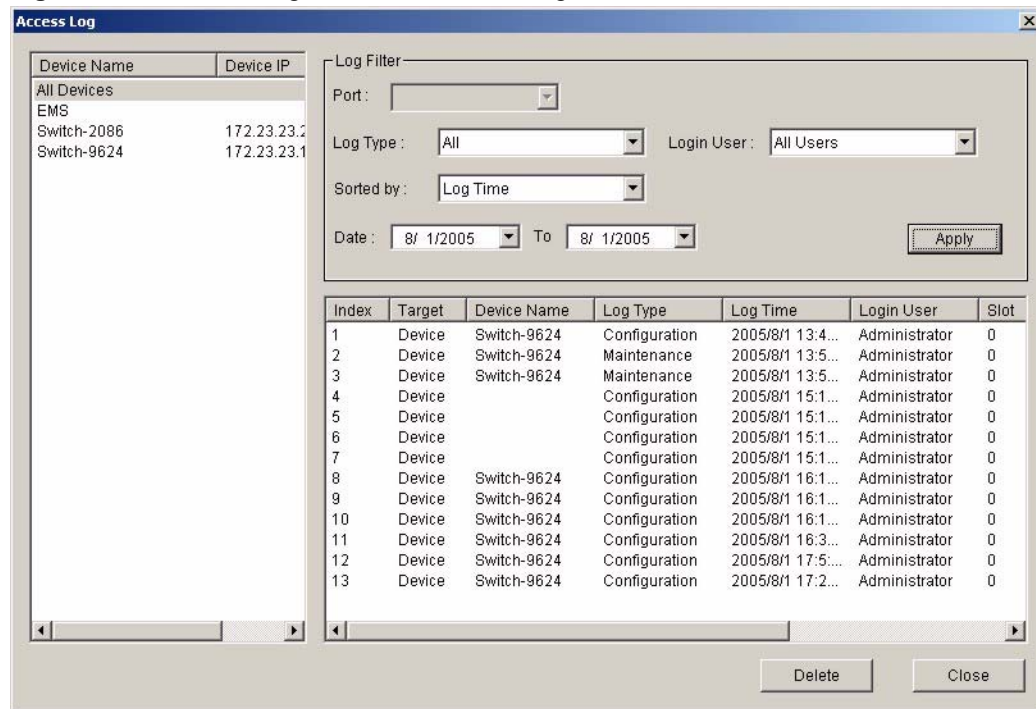 Access Log
Device Name Device IP
All Devices
EMS
Switch-2086 172.23.23.2
Switch-9624 172.23.23.1
Log Filter
Port :
Log Type : All Login User : All Users
Sorted by : Log Time
Date : 8/ 1/2005 To 8/ 1/2005 Apply
Index Target Device Name Log Type Log Time Login User Slot
1 Device Switch-9624 Configuration 2005/8/1 13:4... Administrator 0
2 Device Switch-9624 Maintenance 2005/8/1 13:5... Administrator 0
3 Device Switch-9624 Maintenance 2005/8/1 13:5... Administrator 0
4 Device Configuration 2005/8/1 15:1... Administrator 0
5 Device Configuration 2005/8/1 15:1... Administrator 0
6 Device Configuration 2005/8/1 15:1... Administrator 0
7 Device Configuration 2005/8/1 15:1... Administrator 0
8 Device Switch-9624 Configuration 2005/8/1 16:1... Administrator 0
9 Device Switch-9624 Configuration 2005/8/1 16:1... Administrator 0
10 Device Switch-9624 Configuration 2005/8/1 16:1... Administrator 0
11 Device Switch-9624 Configuration 2005/8/1 16:3... Administrator 0
12 Device Switch-9624 Configuration 2005/8/1 17:5:... Administrator 0
13 Device Switch-9624 Configuration 2005/8/1 17:2... Administrator 0
Delete Close